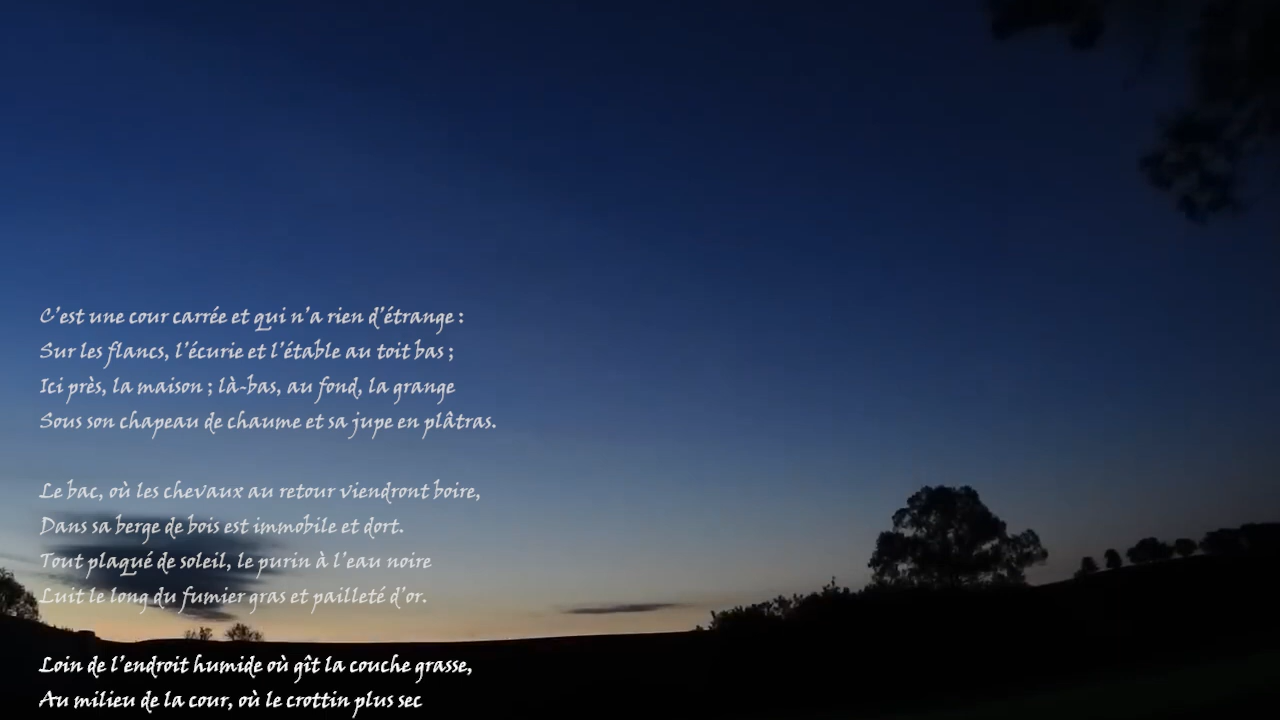 C'est une cour carrée et qui n'a rien d'étrange :
Sur les flancs, l'écurie et l'étable au toit bas ;
Ici près, la maison ; là-bas, au fond, la grange
Sous son chapeau de chaume et sa jupe en plâtras.
Le bac, où les chevaux au retour viendront boire,
Dans sa berge de bois est immobile et dort.
Tout plaqué de soleil, le purin à l'eau noire
Luit le long du fumier gras et pailleté d'or.
Loin de l'endroit humide où gît la couche grasse,
Au milieu de la cour, où le crottin plus sec